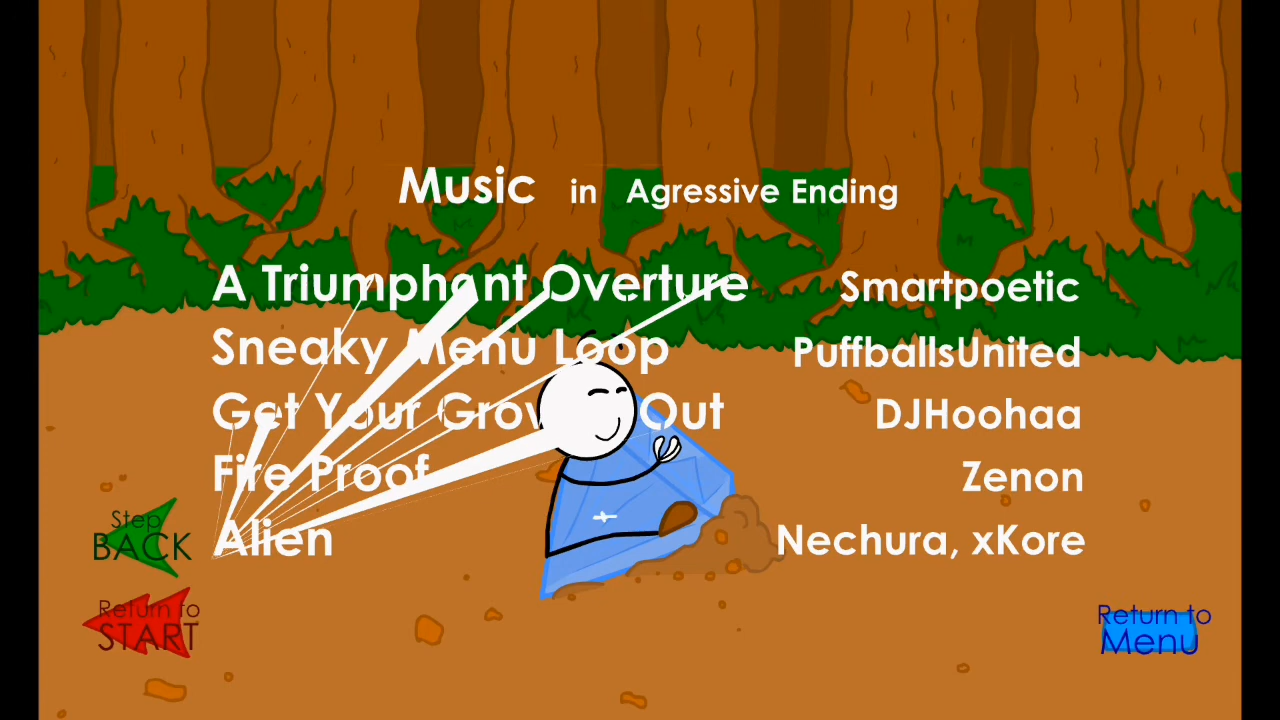 Music in Agressive Ending
A Triumphant Overture Smartpoetic
Sneaky Menu Loop PuffballsUnited
Get Your Out DJHoohaa
Fire Proof Zenon
Alien Nechura, xKore
Step
BACK
Return to
START
Return to
Menu